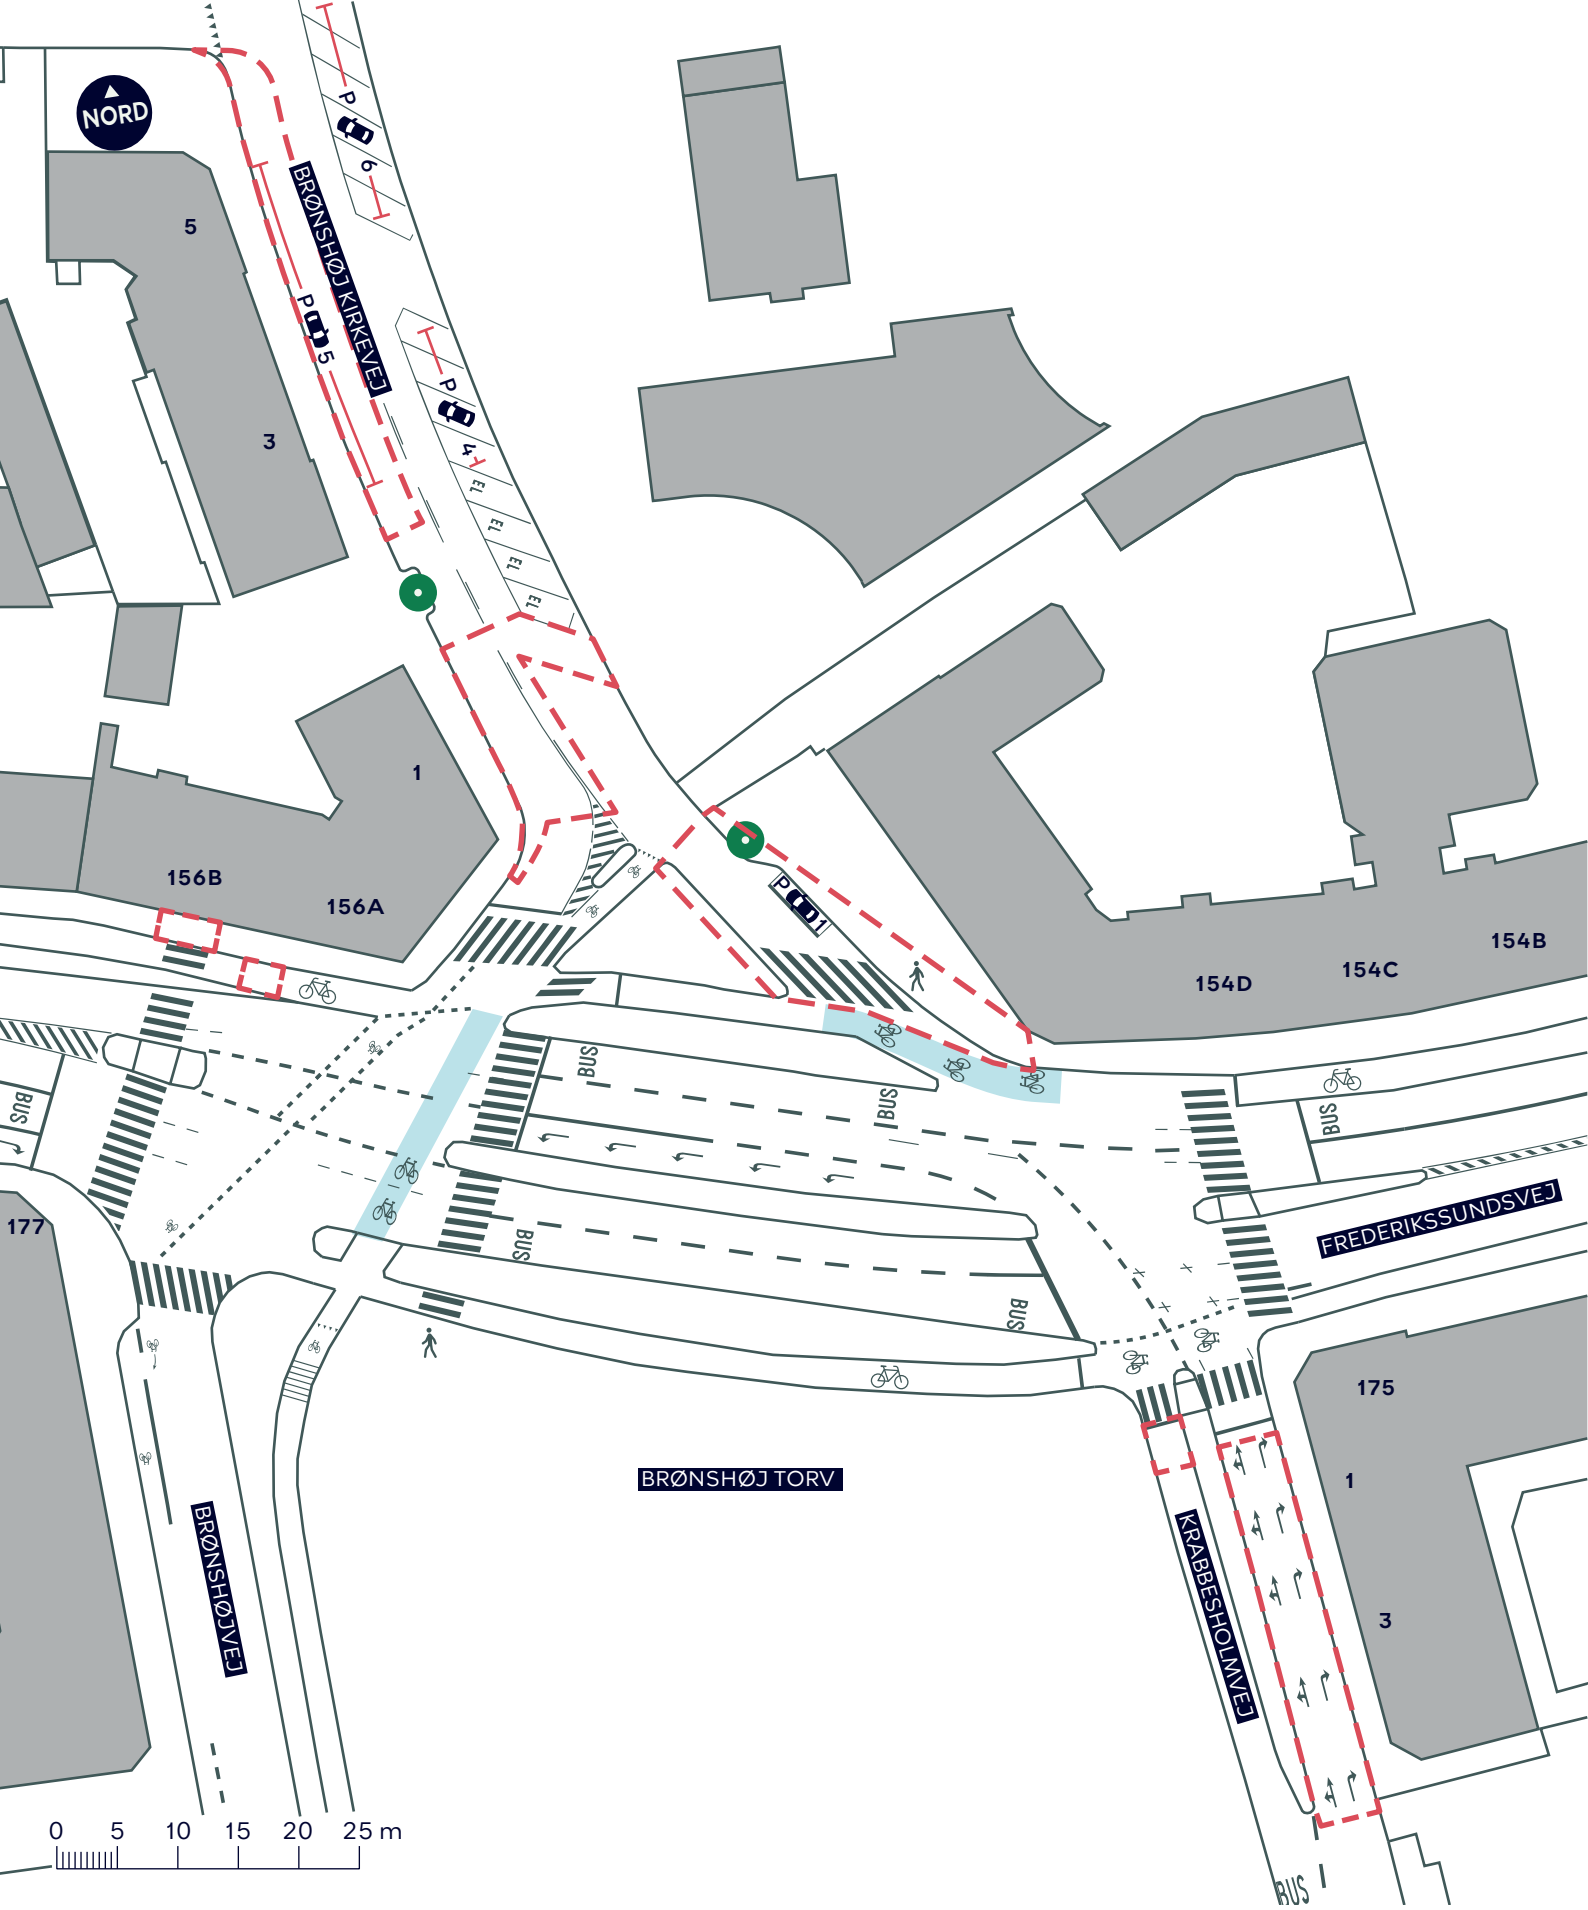 NORD
P 6
BRØNSHØJ KIRKEVEJ
5
P 5
3
P 4
EL
EL
EL
EL
1
156B
156A
P 1
154B
154C
154D
BUS
BUS
BUS
BUS
BUS
BUS
177
FREDERIKSSUNDSVEJ
175
BRØNSHØJ TORV
1
BRØNSHØJVEJ
KRABBESHOLMVEJ
3
0 5 10 15 20 25 m
BUS